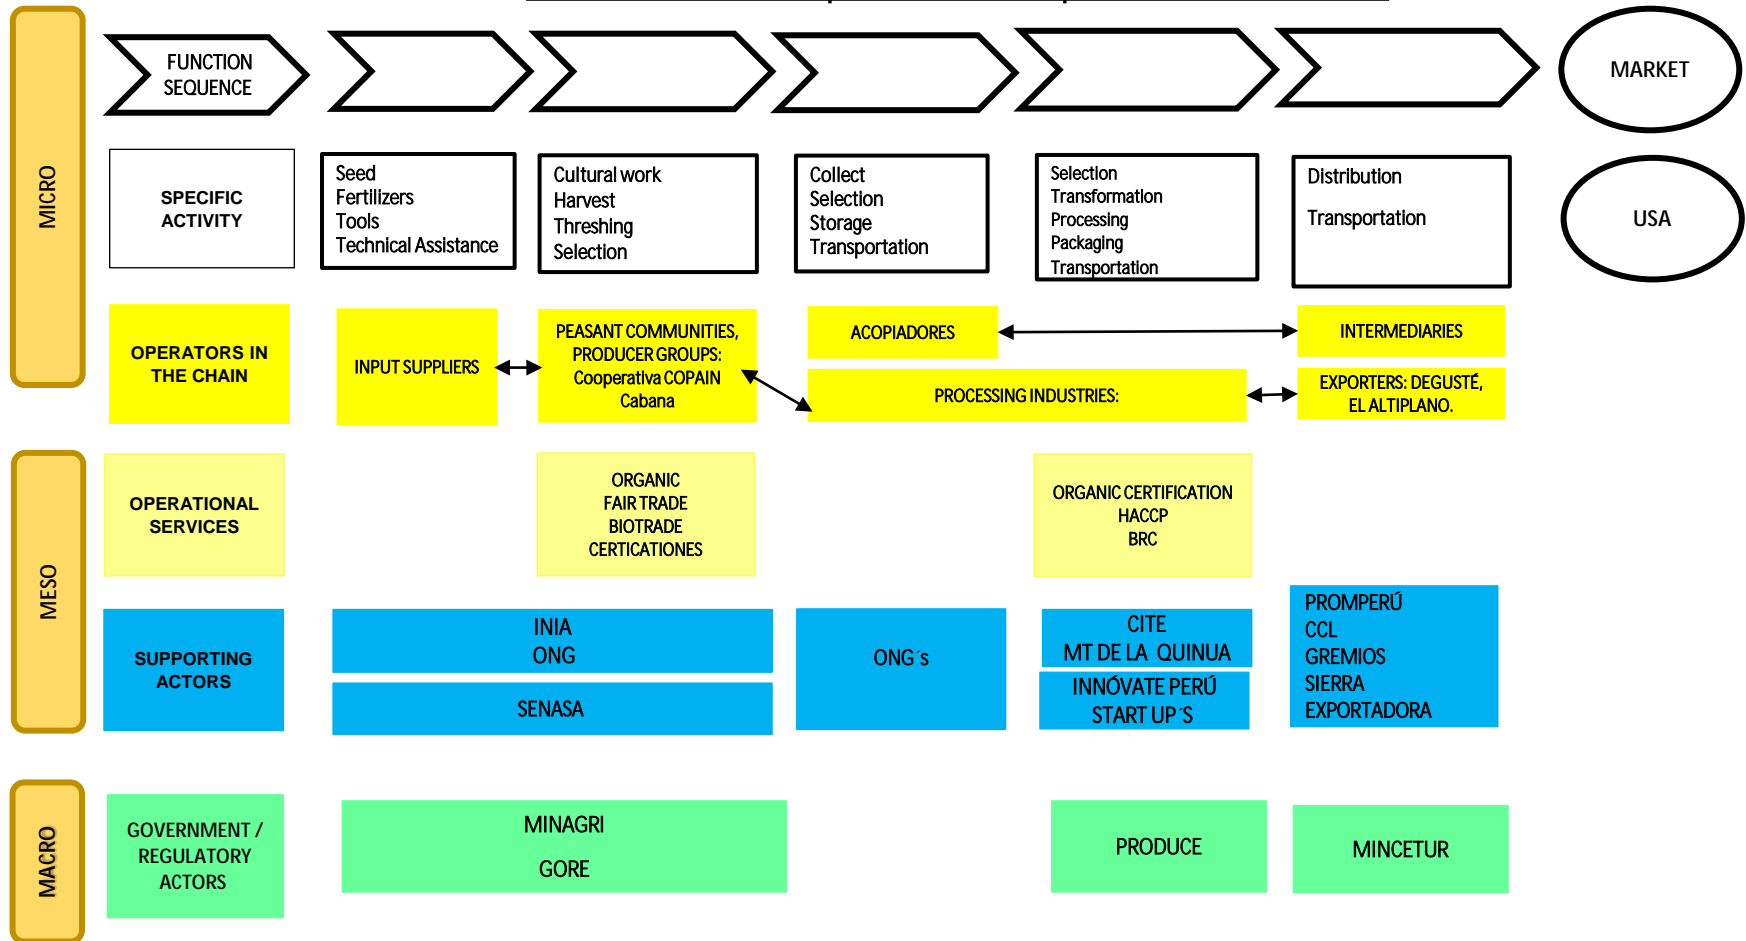 MICRO
FUNCTION
SEQUENCE
MARKET
SPECIFIC
ACTIVITY
Seed
Fertilizers
Tools
Technical Assistance
Cultural work
Harvest
Threshing
Selection
Collect
Selection
Storage
Transportation
Selection
Transformation
Processing
Packaging
Transportation
Distribution
Transportation
USA
OPERATORS IN
THE CHAIN
INPUT SUPPLIERS
PEASANT COMMUNITIES,
PRODUCER GROUPS:
Cooperativa COPAIN
Cabana
ACOPIADORES
INTERMEDIARIES
PROCESSING INDUSTRIES:
EXPORTERS: DEGUSTÉ,
EL ALTIPLANO.
MESO
OPERATIONAL
SERVICES
ORGANIC
FAIR TRADE
BIOTRADE
CERTICATIONES
ORGANIC CERTIFICATION
HACCP
BRC
SUPPORTING
ACTORS
INIA
ONG
SENASA
ONG´s
CITE
MT DE LA QUINUA
INNÓVATE PERÚ
START UP´S
PROMPERÚ
CCL
GREMIOS
SIERRA
EXPORTADORA
MACRO
GOVERNMENT /
REGULATORY
ACTORS
MINAGRI
GORE
PRODUCE
MINCETUR